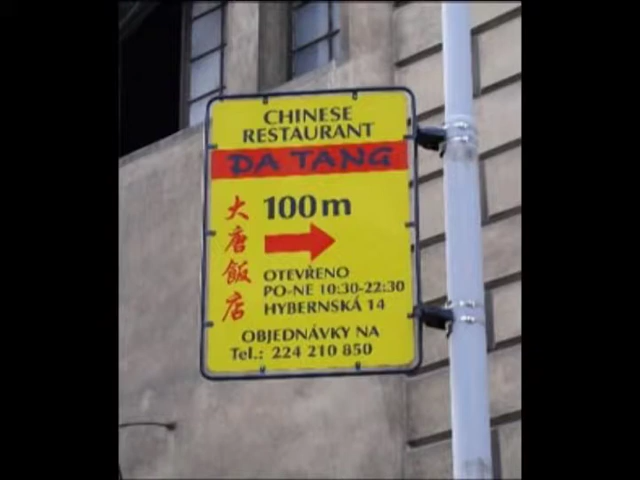 CHINESE
RESTAURANT
DA TANG
大唐飯店
100m
OTEVŘENO
PO-NE 10:30-22:30
HYBERNSKÁ 14
OBJEDNÁVKY NA
Tel.: 224 210 850